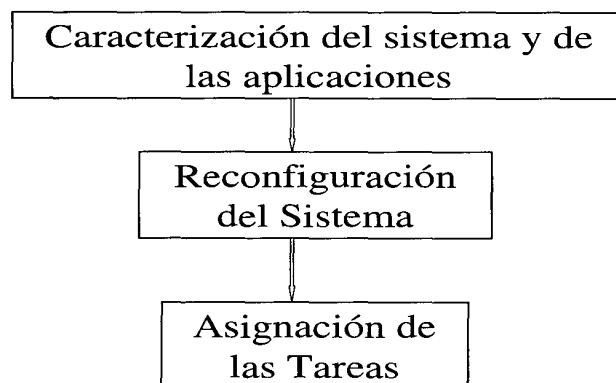 Caracterización del sistema y de
las aplicaciones
Reconfiguración
del Sistema
Asignación de
las Tareas